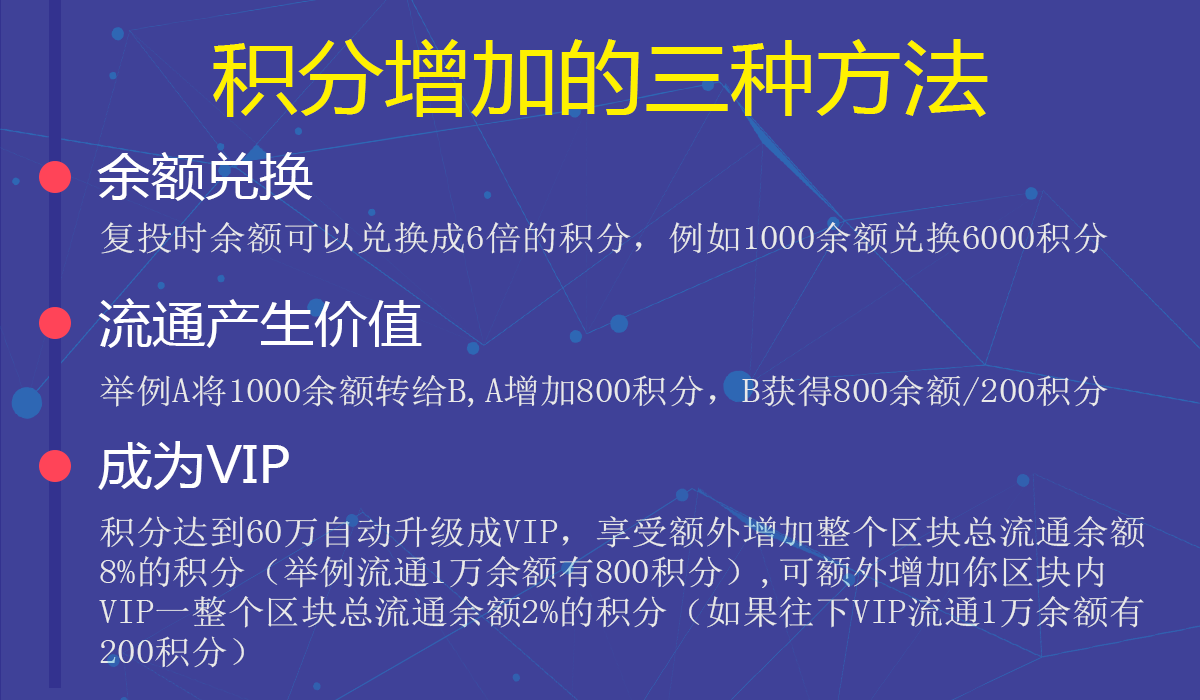 积分增加的三种方法
余额兑换
复投时余额可以兑换成6倍的积分，例如1000余额兑换6000积分
流通产生价值
举例A将1000余额转给B,A增加800积分，B获得800余额/200积分
成为VIP
积分达到60万自动升级成VIP，享受额外增加整个区块总流通余额
8%的积分（举例流通1万余额有800积分）,可额外增加你区块内
VIP一整个区块总流通余额2%的积分（如果往下VIP流通1万余额有
200积分）